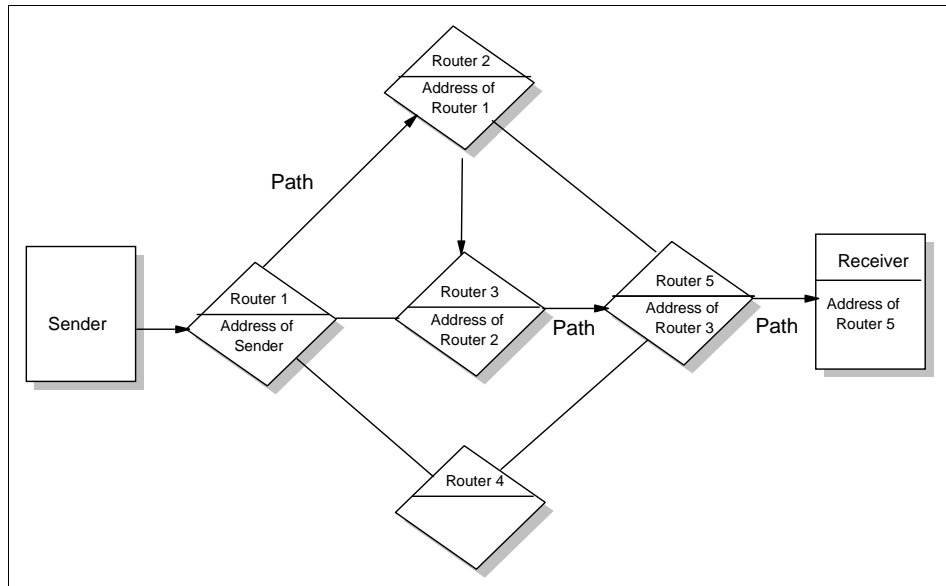 Router 2
Address of
Router 1
Path
Sender
Router 1
Address of
Sender
Router 3
Address of
Router 2
Path
Router 5
Address of
Router 3
Path
Receiver
Address of
Router 5
Router 4